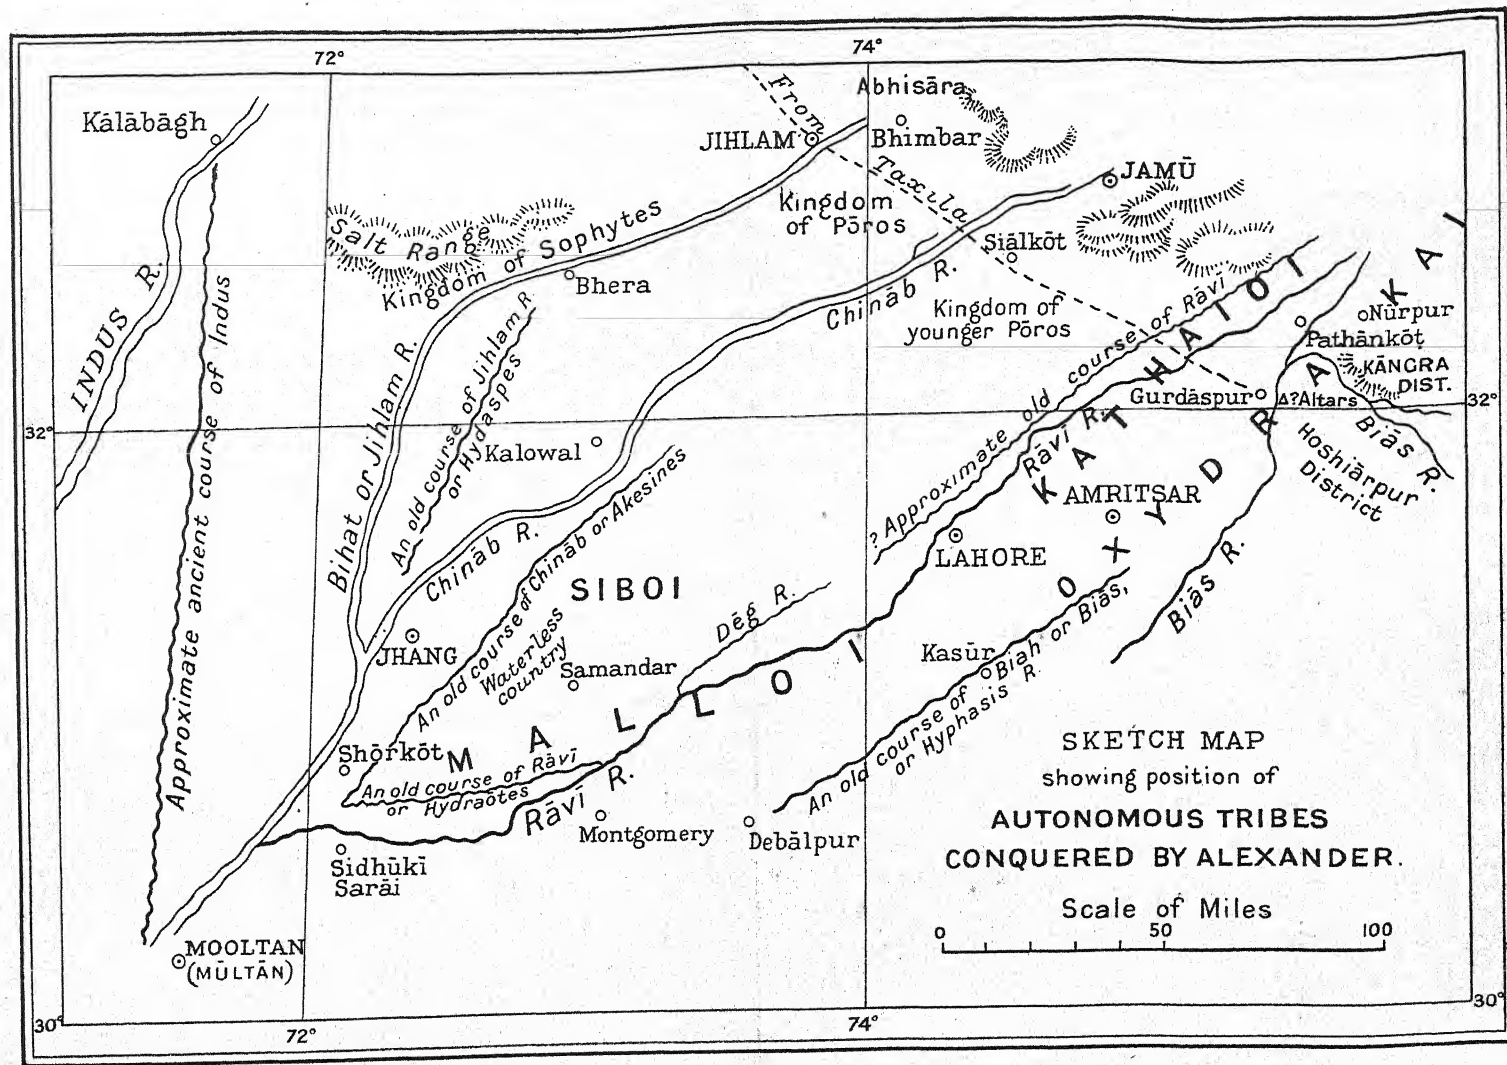 72°
74°
Kālābāgh
From
Taxila
Abhisāra
JIHLAM
Bhimbar
JAMŪ
Kingdom
of Pōros
Siālkōt
Salt Range
Kingdom of Sophytes
Bhera
INDUS R.
Approximate ancient course of Indus
Bihat or Jihlam R.
An old course of Jihlam R.
or Hydaspes
Chināb R.
Kingdom of
younger Pōros
? Approximate old course of Rāvī
KATHAIOI
OXYDRAKAI
Nūrpur
Pathānkōṭ
KĀNGRA
DIST.
Gurdāspur
?Altars
32°
32°
Kalowal
Rāvī R.
Biās R.
Hoshiārpur
District
AMRITSAR
LAHORE
Chināb R.
An old course of Chināb or Akesines
SIBOI
Waterless
country
Dēg R.
Biās R.
JHANG
Samandar
Kasūr
An old course of Biah or Biās,
or Hyphasis R.
MALLOI
Shōrkōt
An old course of Rāvī
or Hydraōtes
Rāvī R.
Montgomery
Debālpur
Sidhūkī
Sarāi
MOOLTAN
(MŪLTĀN)
SKETCH MAP
showing position of
AUTONOMOUS TRIBES
CONQUERED BY ALEXANDER.
Scale of Miles
0 50 100
30°
30°
72°
74°